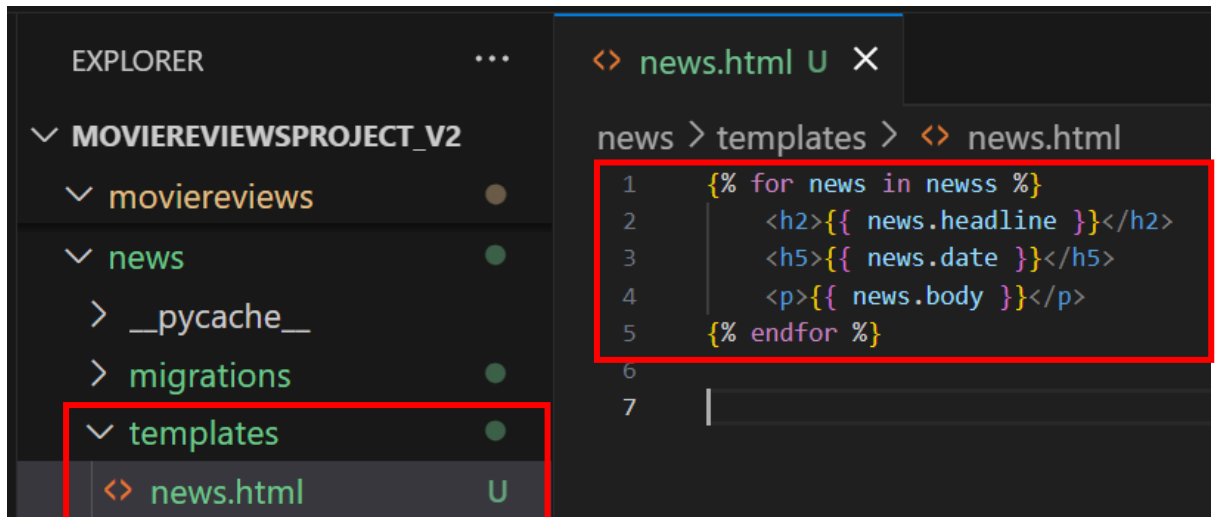 EXPLORER ...
MOVIEREVIEWSPROJECT_V2
moviereviews
news
__pycache__
migrations
templates
news.html U
news.html U
news > templates > news.html
1 {% for news in newss %}
2 <h2>{{ news.headline }}</h2>
3 <h5>{{ news.date }}</h5>
4 <p>{{ news.body }}</p>
5 {% endfor %}
6
7